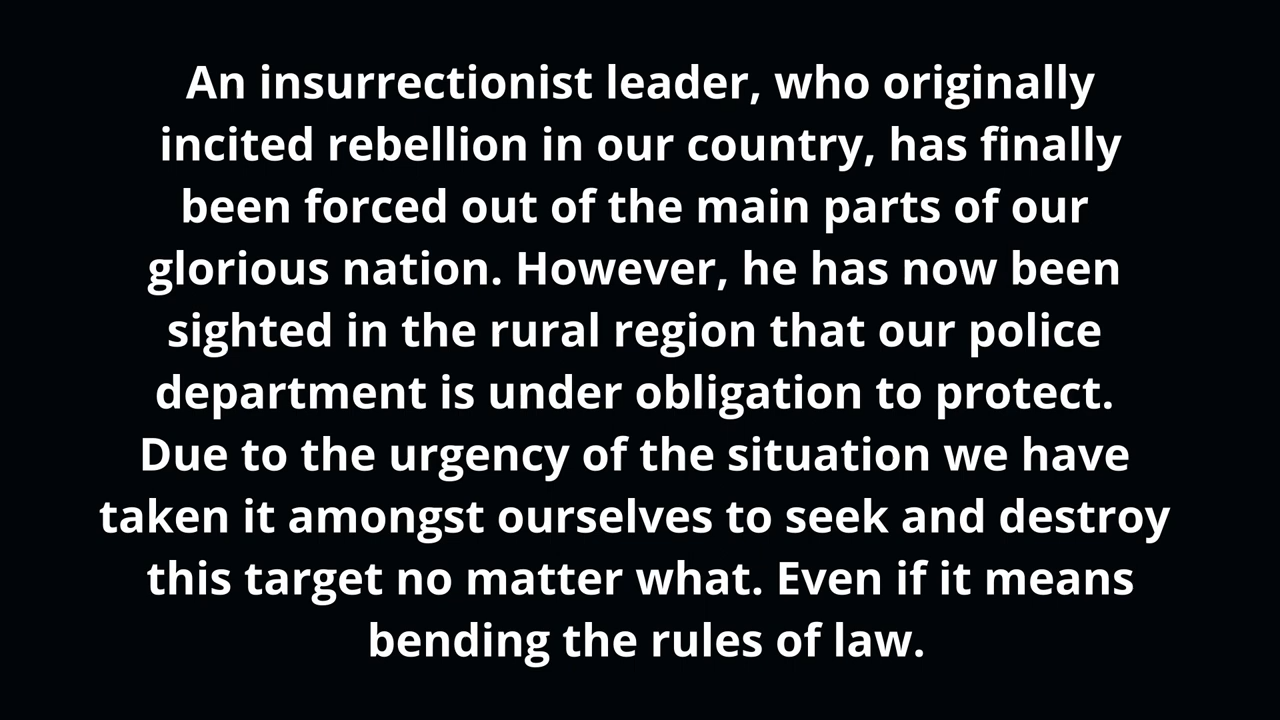 An insurrectionist leader, who originally
incited rebellion in our country, has finally
been forced out of the main parts of our
glorious nation. However, he has now been
sighted in the rural region that our police
department is under obligation to protect.
Due to the urgency of the situation we have
taken it amongst ourselves to seek and destroy
this target no matter what. Even if it means
bending the rules of law.